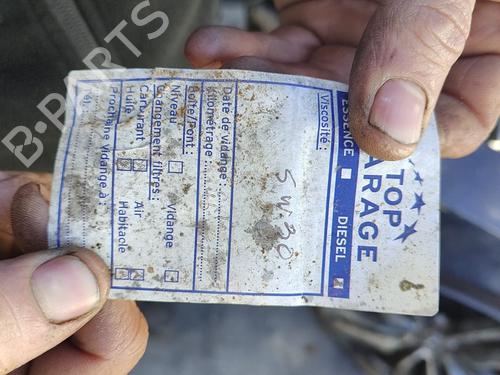 TOP
GARAGE
ESSENCE DIESEL
Viscosité :
5W30
Date de vidange :
Kilométrage :
Boîte/Pont :
Niveau Vidange
Changement filtres :
Carburant Air
Huile Habitacle
Prochaine vidange à :
B-PARTS